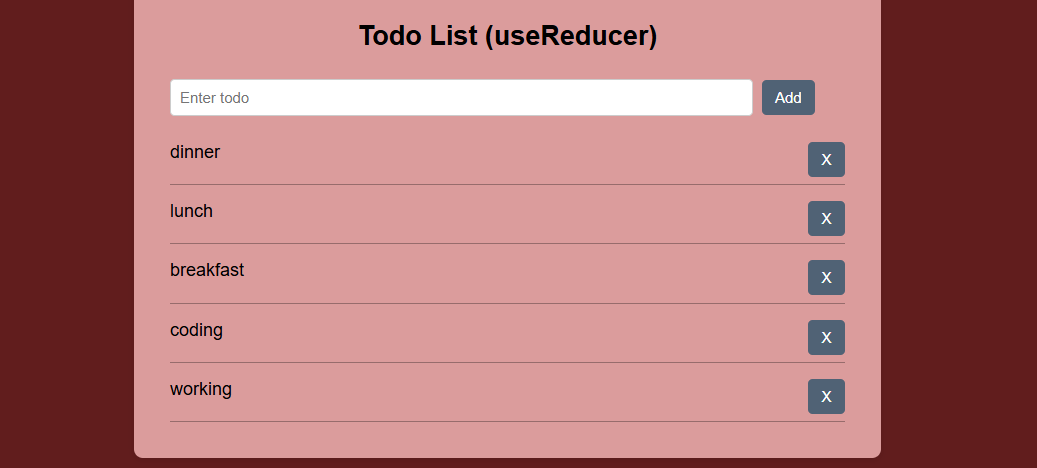 Todo List (useReducer)
Enter todo Add
dinner X
lunch X
breakfast X
coding X
working X